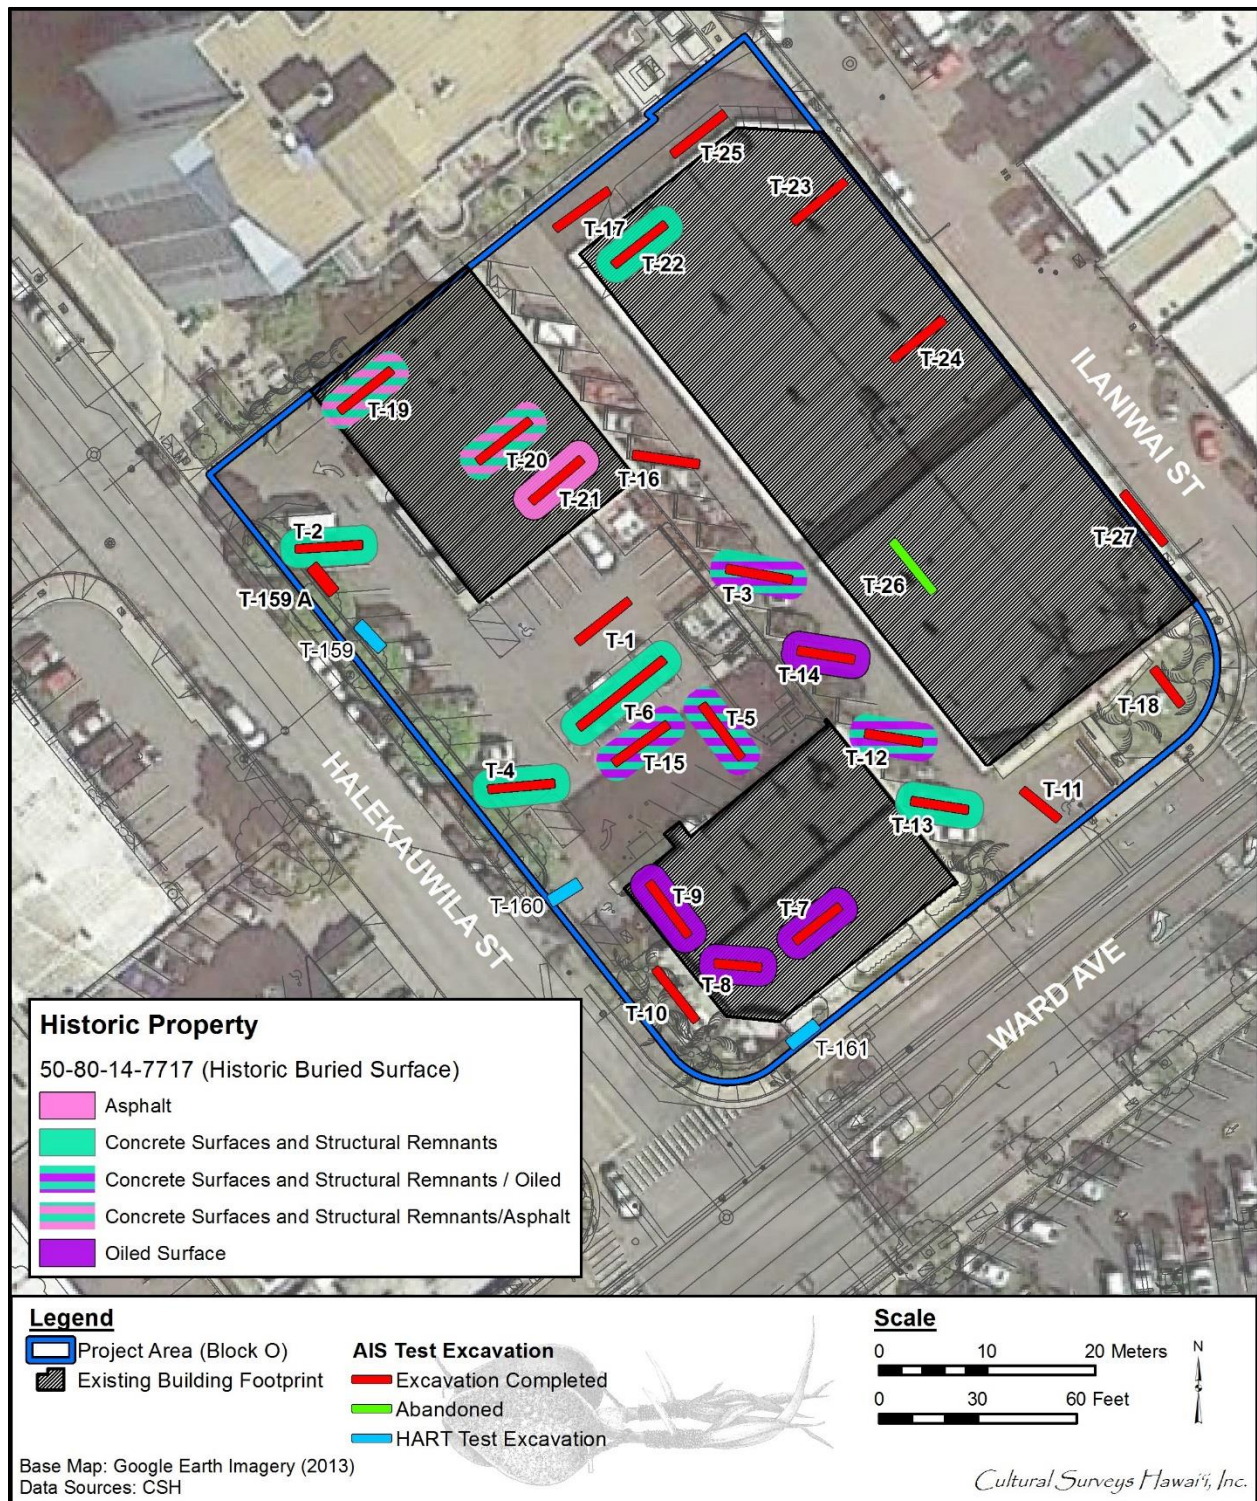 T-25
T-23
T-17
T-22
T-24
ILANIWAI ST
T-19
T-20
T-16
T-21
T-27
T-2
T-3
T-26
T-159 A
T-1
T-159
T-14
T-18
T-6
T-5
T-12
T-15
T-4
T-11
T-13
HALEKAUWILA ST
T-160
T-9
T-7
T-8
WARD AVE
T-10
T-161
Historic Property
50-80-14-7717 (Historic Buried Surface)
Asphalt
Concrete Surfaces and Structural Remnants
Concrete Surfaces and Structural Remnants / Oiled
Concrete Surfaces and Structural Remnants/Asphalt
Oiled Surface
Legend
Project Area (Block O)
Existing Building Footprint
AIS Test Excavation
Excavation Completed
Abandoned
HART Test Excavation
Scale
0 10 20 Meters
0 30 60 Feet
N
Base Map: Google Earth Imagery (2013)
Data Sources: CSH
Cultural Surveys Hawaiʻi, Inc.